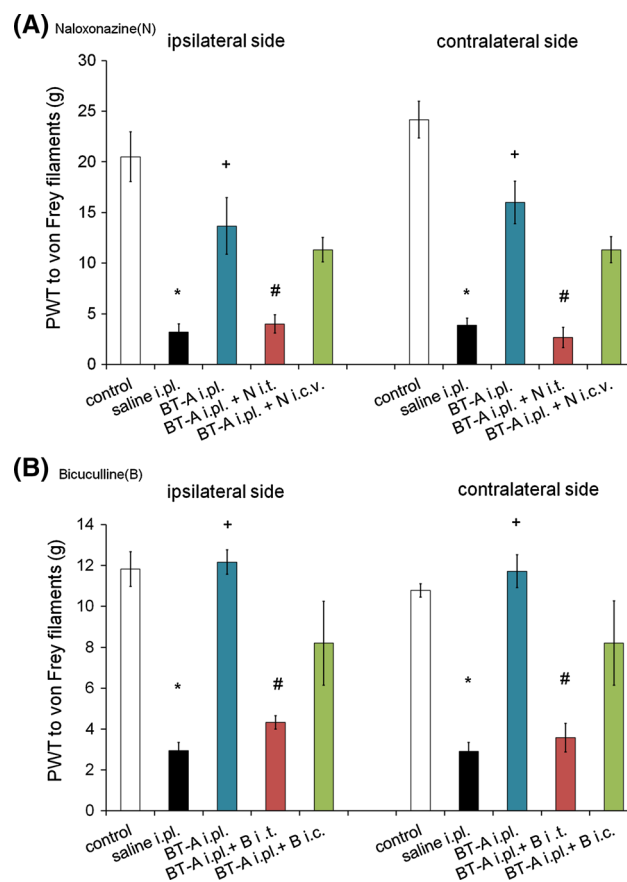 (A) Naloxonazine(N)
ipsilateral side
contralateral side
PWT to von Frey filaments (g)
30
25
20
15
10
5
0
+
*
#
+
*
#
control
saline i.pl.
BT-A i.pl.
BT-A i.pl. + N i.t.
BT-A i.pl. + N i.c.v.
control
saline i.pl.
BT-A i.pl.
BT-A i.pl. + N i.t.
BT-A i.pl. + N i.c.v.
(B) Bicuculline(B)
ipsilateral side
contralateral side
PWT to von Frey filaments (g)
14
12
10
8
6
4
2
0
+
*
#
+
*
#
control
saline i.pl.
BT-A i.pl.
BT-A i.pl.+ B i .t.
BT-A i.pl.+ B i.c.
control
saline i.pl.
BT-A i.pl.
BT-A i.pl.+ B i .t.
BT-A i.pl.+ B i.c.